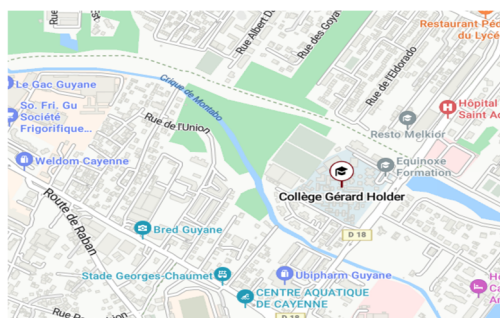 Est
Rue Albert D
Rue des Goya
Restaurant Péd
du Lycé
Rue de l'Eldorado
Le Gac Guyane
Crique de Montabo
So. Fri. Gu
Société
Frigorifique...
Hôpital
Saint Ad
Rue de l'Union
Resto Melkior
Weldom Cayenne
Equinoxe
Formation
Collège Gérard Holder
Route de Raban
Bred Guyane
D 18
Stade Georges-Chaumet
Ubipharm Guyane
CENTRE AQUATIQUE
DE CAYENNE
D 18